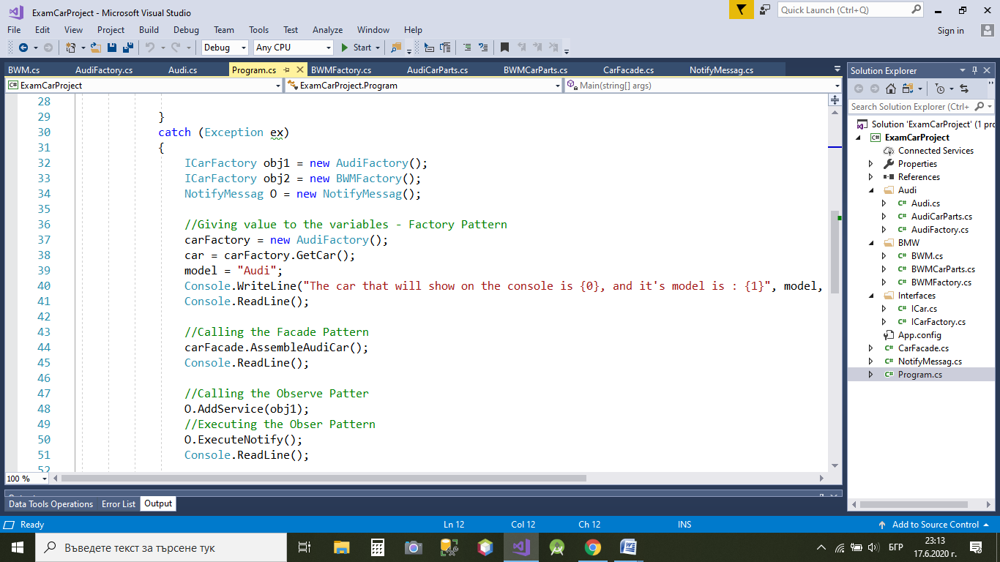 ExamCarProject - Microsoft Visual Studio
Quick Launch (Ctrl+Q)
File Edit View Project Build Debug Team Tools Test Analyze Window Help
Sign in
Debug Any CPU Start
BWM.cs AudiFactory.cs Audi.cs Program.cs BWMFactory.cs AudiCarParts.cs BWMCarParts.cs CarFacade.cs NotifyMessag.cs
C# ExamCarProject ExamCarProject.Program Main(string[] args)
28
29 }
30 catch (Exception ex)
31 {
32 ICarFactory obj1 = new AudiFactory();
33 ICarFactory obj2 = new BWMFactory();
34 NotifyMessag O = new NotifyMessag();
35
36 //Giving value to the variables - Factory Pattern
37 carFactory = new AudiFactory();
38 car = carFactory.GetCar();
39 model = "Audi";
40 Console.WriteLine("The car that will show on the console is {0}, and it's model is : {1}", model,
41 Console.ReadLine();
42
43 //Calling the Facade Pattern
44 carFacade.AssembleAudiCar();
45 Console.ReadLine();
46
47 //Calling the Observe Patter
48 O.AddService(obj1);
49 //Executing the Obser Pattern
50 O.ExecuteNotify();
51 Console.ReadLine();
52
100 %
Data Tools Operations Error List Output
Solution Explorer
Search Solution Explorer (Ctrl+
Solution 'ExamCarProject' (1 pro
C# ExamCarProject
Connected Services
Properties
References
Audi
C# Audi.cs
C# AudiCarParts.cs
C# AudiFactory.cs
BMW
C# BWM.cs
C# BWMCarParts.cs
C# BWMFactory.cs
Interfaces
C# ICar.cs
C# ICarFactory.cs
App.config
C# CarFacade.cs
C# NotifyMessag.cs
C# Program.cs
Ready Ln 12 Col 12 Ch 12 INS Add to Source Control
Въведете текст за търсене тук
БГР
23:13
17.6.2020 г.